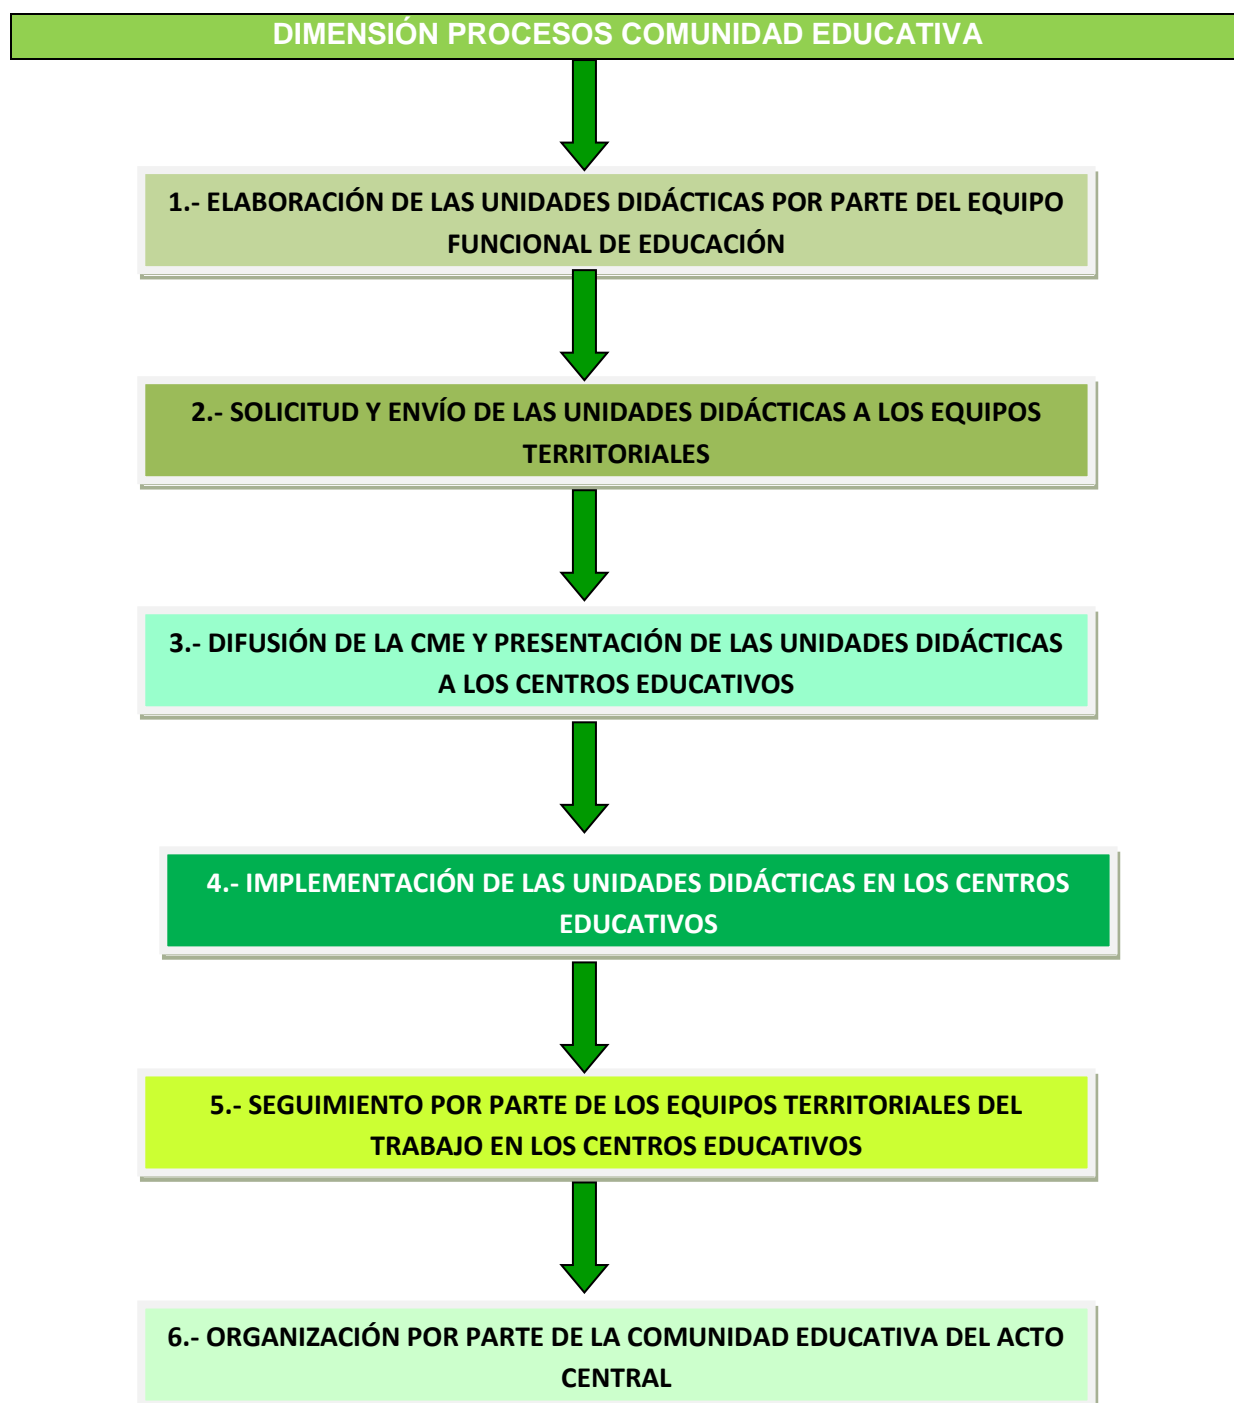 DIMENSIÓN PROCESOS COMUNIDAD EDUCATIVA
1.- ELABORACIÓN DE LAS UNIDADES DIDÁCTICAS POR PARTE DEL EQUIPO
FUNCIONAL DE EDUCACIÓN
2.- SOLICITUD Y ENVÍO DE LAS UNIDADES DIDÁCTICAS A LOS EQUIPOS
TERRITORIALES
3.- DIFUSIÓN DE LA CME Y PRESENTACIÓN DE LAS UNIDADES DIDÁCTICAS
A LOS CENTROS EDUCATIVOS
4.- IMPLEMENTACIÓN DE LAS UNIDADES DIDÁCTICAS EN LOS CENTROS
EDUCATIVOS
5.- SEGUIMIENTO POR PARTE DE LOS EQUIPOS TERRITORIALES DEL
TRABAJO EN LOS CENTROS EDUCATIVOS
6.- ORGANIZACIÓN POR PARTE DE LA COMUNIDAD EDUCATIVA DEL ACTO
CENTRAL